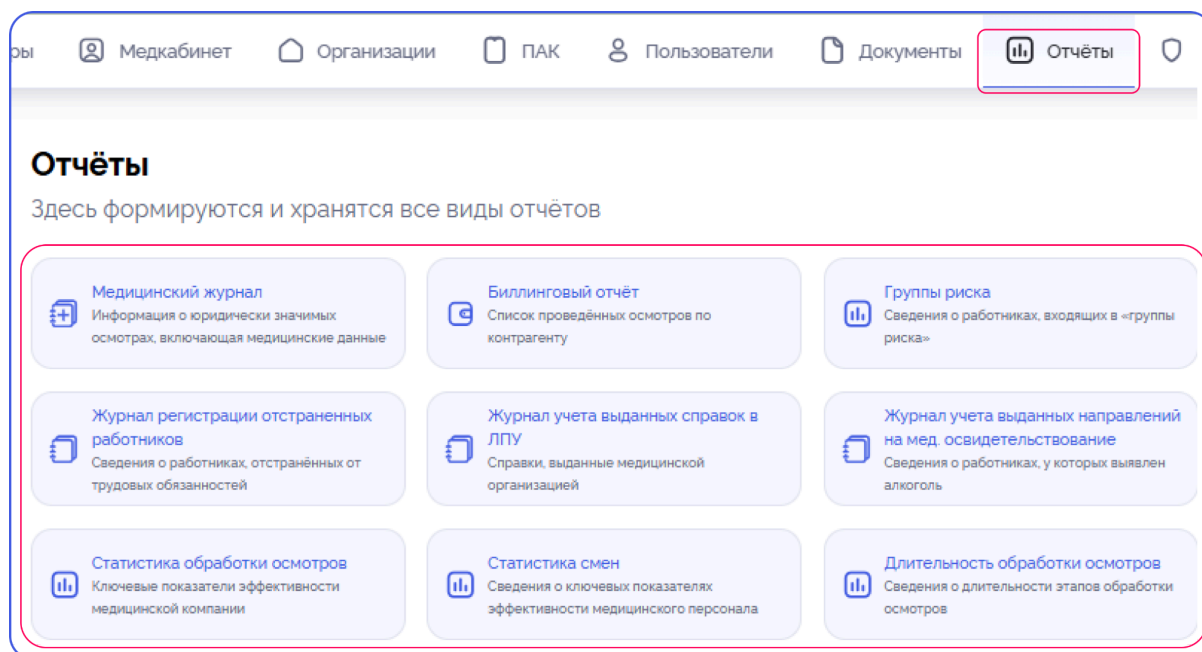 ры Медкабинет Организации ПАК Пользователи Документы Отчёты
Отчёты
Здесь формируются и хранятся все виды отчётов
Медицинский журнал
Информация о юридически значимых
осмотрах, включающая медицинские данные
Биллинговый отчёт
Список проведённых осмотров по
контрагенту
Группы риска
Сведения о работниках, входящих в «группы
риска»
Журнал регистрации отстраненных
работников
Сведения о работниках, отстранённых от
трудовых обязанностей
Журнал учета выданных справок в
ЛПУ
Справки, выданные медицинской
организацией
Журнал учета выданных направлений
на мед. освидетельствование
Сведения о работниках, у которых выявлен
алкоголь
Статистика обработки осмотров
Ключевые показатели эффективности
медицинской компании
Статистика смен
Сведения о ключевых показателях
эффективности медицинского персонала
Длительность обработки осмотров
Сведения о длительности этапов обработки
осмотров